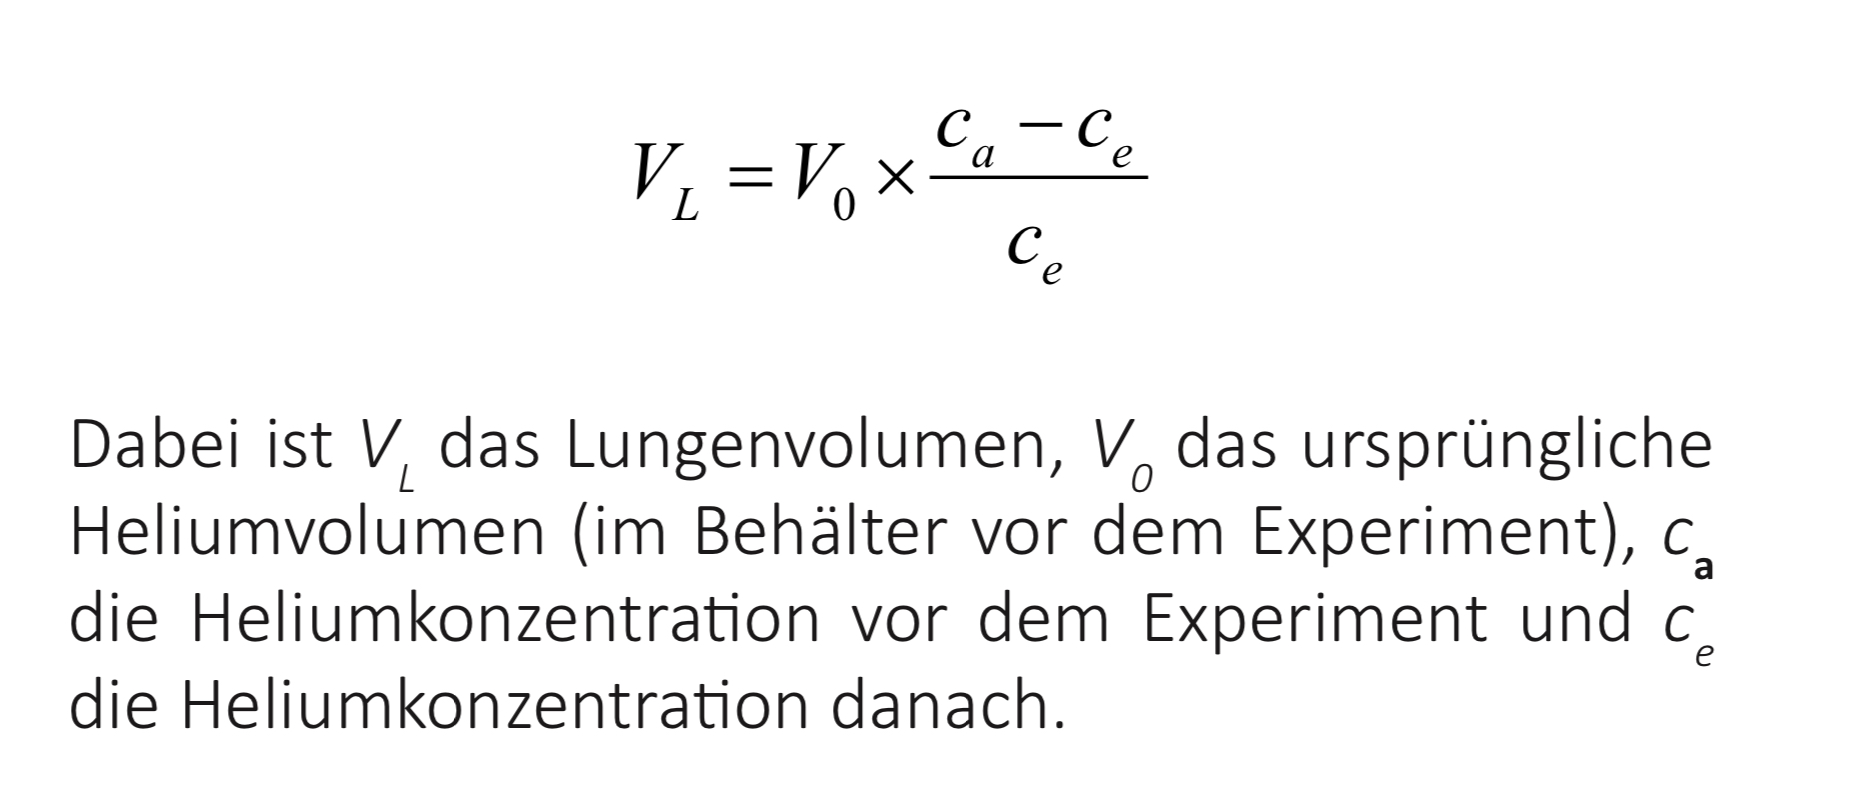 V_L = V_0 × (c_a − c_e) / c_e
Dabei ist V_L das Lungenvolumen, V_0 das ursprüngliche
Heliumvolumen (im Behälter vor dem Experiment), c_a
die Heliumkonzentration vor dem Experiment und c_e
die Heliumkonzentration danach.